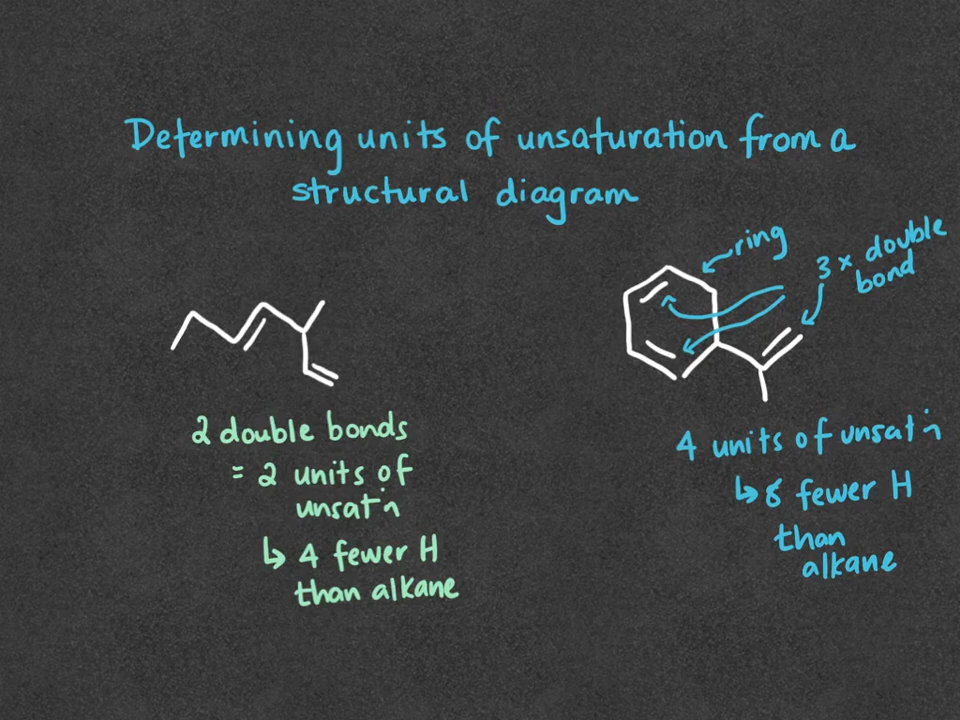 Determining units of unsaturation from a
structural diagram
ring
3 x double
bond
2 double bonds
= 2 units of
unsat'n
↳ 4 fewer H
than alkane
4 units of unsat'n
↳ 8 fewer H
than
alkane